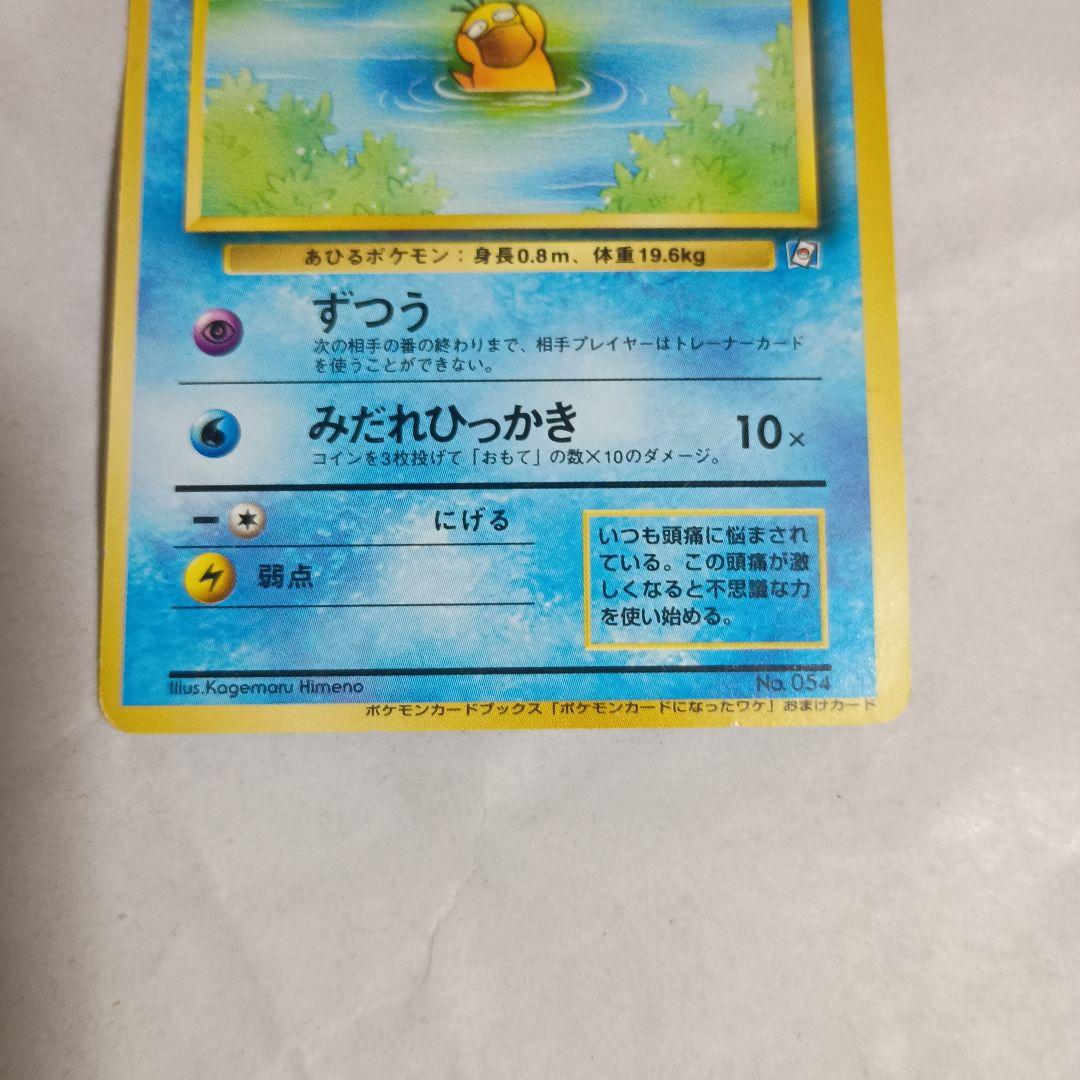 あひるポケモン：身長0.8m、体重19.6kg
ずつう
次の相手の番の終わりまで、相手プレイヤーはトレーナーカード
を使うことができない。
みだれひっかき 10×
コインを3枚投げて「おもて」の数×10のダメージ。
− にげる
弱点
いつも頭痛に悩まされ
ている。この頭痛が激
しくなると不思議な力
を使い始める。
Illus.Kagemaru Himeno No. 054
ポケモンカードブックス「ポケモンカードになったワケ」おまけカード